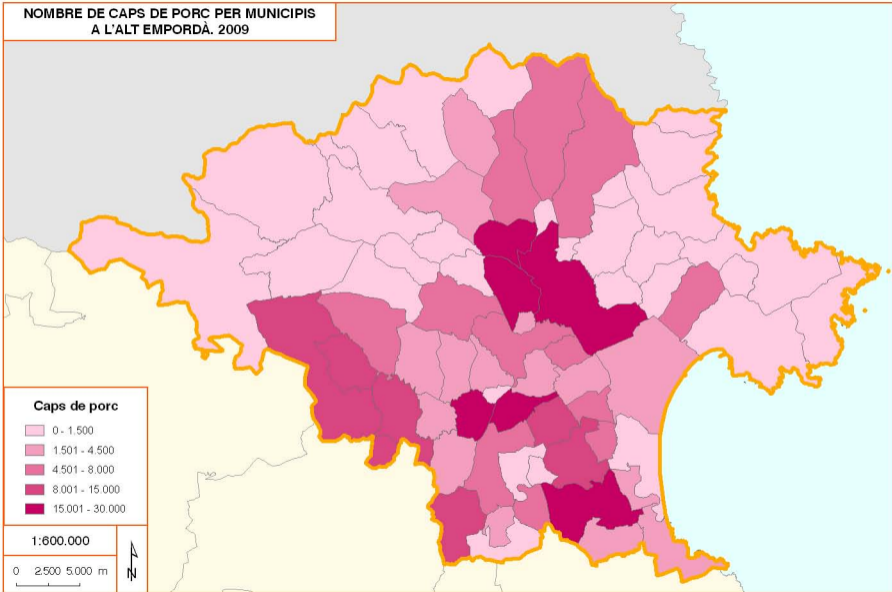 NOMBRE DE CAPS DE PORC PER MUNICIPIS
A L'ALT EMPORDÀ. 2009
Caps de porc
0 - 1.500
1.501 - 4.500
4.501 - 8.000
8.001 - 15.000
15.001 - 30.000
1:600.000
0 2.500 5.000 m
N